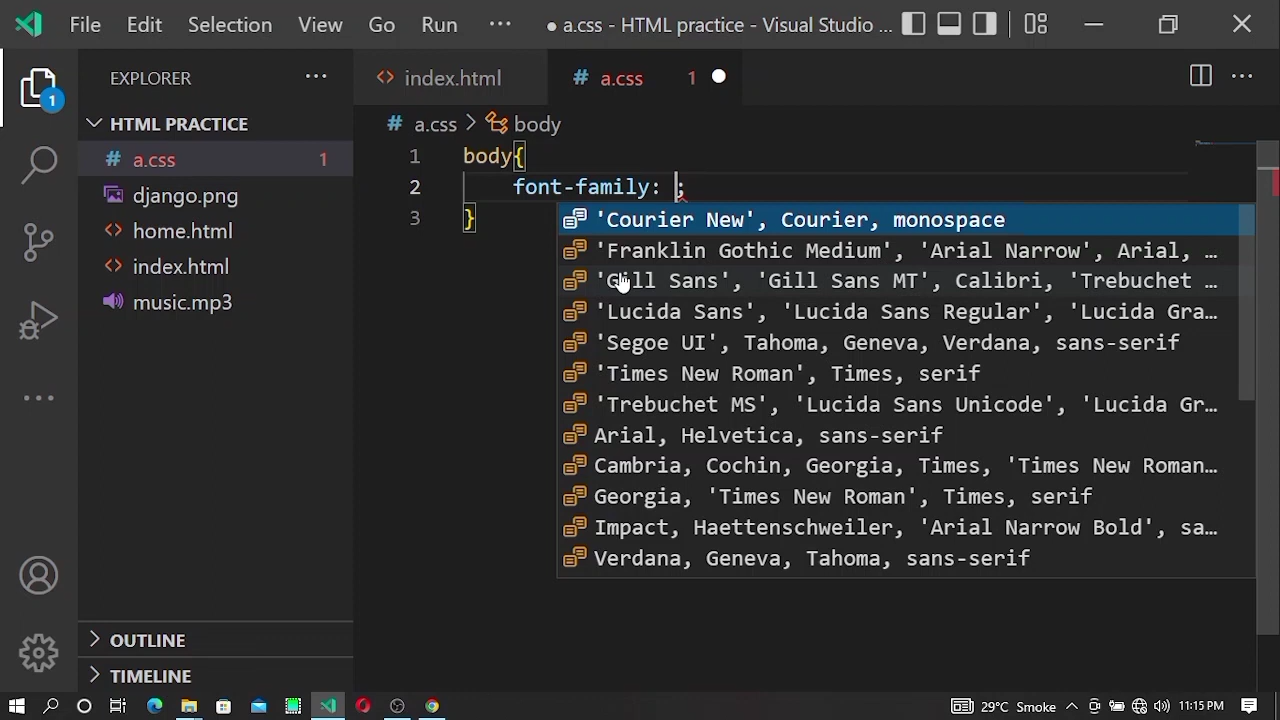 File Edit Selection View Go Run ··· ● a.css - HTML practice - Visual Studio ...
EXPLORER ···
index.html
# a.css 1 ●
1
HTML PRACTICE
# a.css > body
# a.css 1
django.png
home.html
index.html
music.mp3
1 body{
2 font-family: ;
3 }
'Courier New', Courier, monospace
'Franklin Gothic Medium', 'Arial Narrow', Arial, ...
'Gill Sans', 'Gill Sans MT', Calibri, 'Trebuchet ...
'Lucida Sans', 'Lucida Sans Regular', 'Lucida Gra...
'Segoe UI', Tahoma, Geneva, Verdana, sans-serif
'Times New Roman', Times, serif
'Trebuchet MS', 'Lucida Sans Unicode', 'Lucida Gr...
Arial, Helvetica, sans-serif
Cambria, Cochin, Georgia, Times, 'Times New Roman...
Georgia, 'Times New Roman', Times, serif
Impact, Haettenschweiler, 'Arial Narrow Bold', sa...
Verdana, Geneva, Tahoma, sans-serif
OUTLINE
TIMELINE
29°C Smoke 11:15 PM